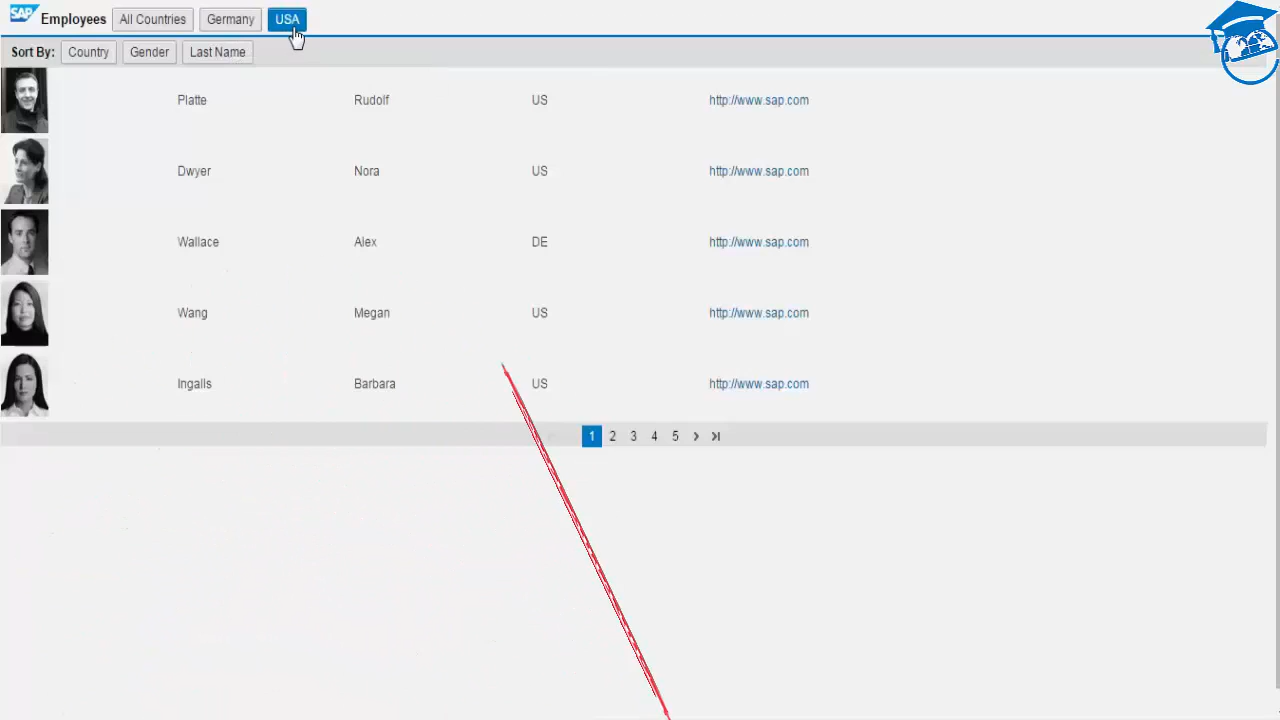 SAP Employees All Countries Germany USA
Sort By: Country Gender Last Name
Platte Rudolf US http://www.sap.com
Dwyer Nora US http://www.sap.com
Wallace Alex DE http://www.sap.com
Wang Megan US http://www.sap.com
Ingalls Barbara US http://www.sap.com
1 2 3 4 5